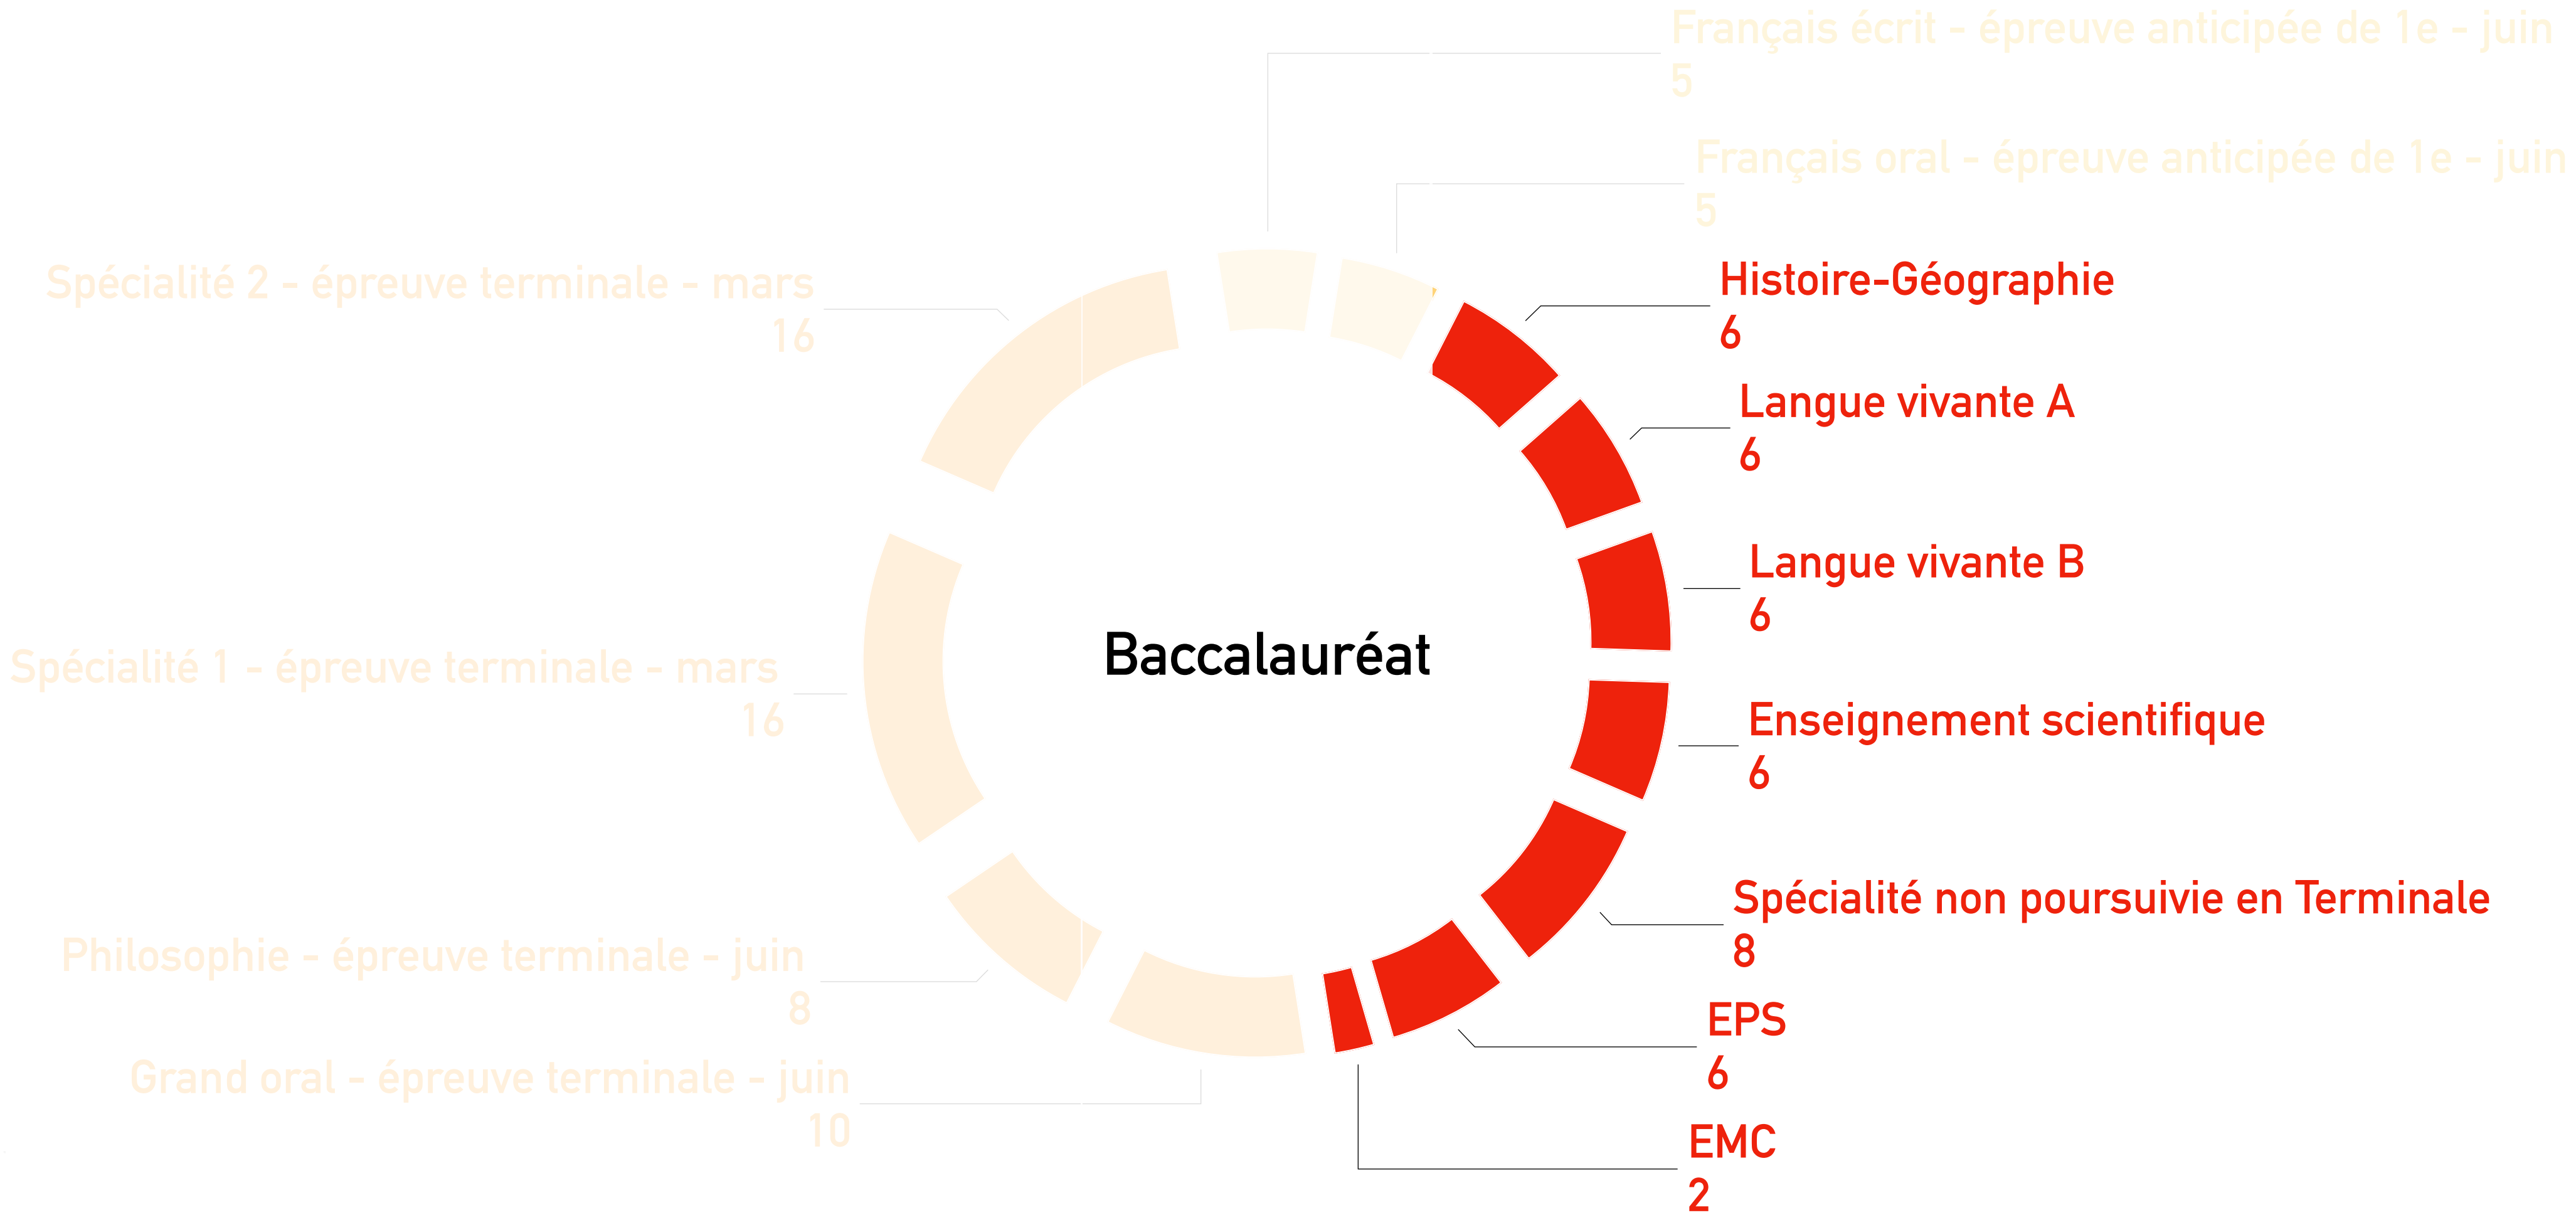 Français écrit - épreuve anticipée de 1e - juin
5
Français oral - épreuve anticipée de 1e - juin
5
Histoire-Géographie
6
Langue vivante A
6
Langue vivante B
6
Enseignement scientifique
6
Spécialité non poursuivie en Terminale
8
EPS
6
EMC
2
Grand oral - épreuve terminale - juin
10
Philosophie - épreuve terminale - juin
8
Spécialité 1 - épreuve terminale - mars
16
Spécialité 2 - épreuve terminale - mars
16
Baccalauréat